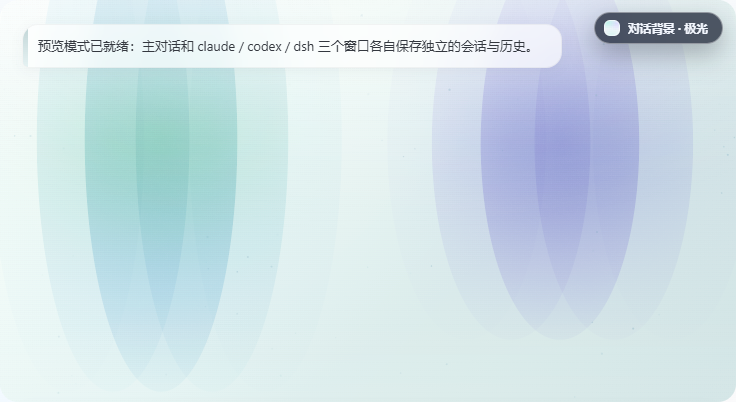 预览模式已就绪：主对话和 claude / codex / dsh 三个窗口各自保存独立的会话与历史。
对话背景 · 极光